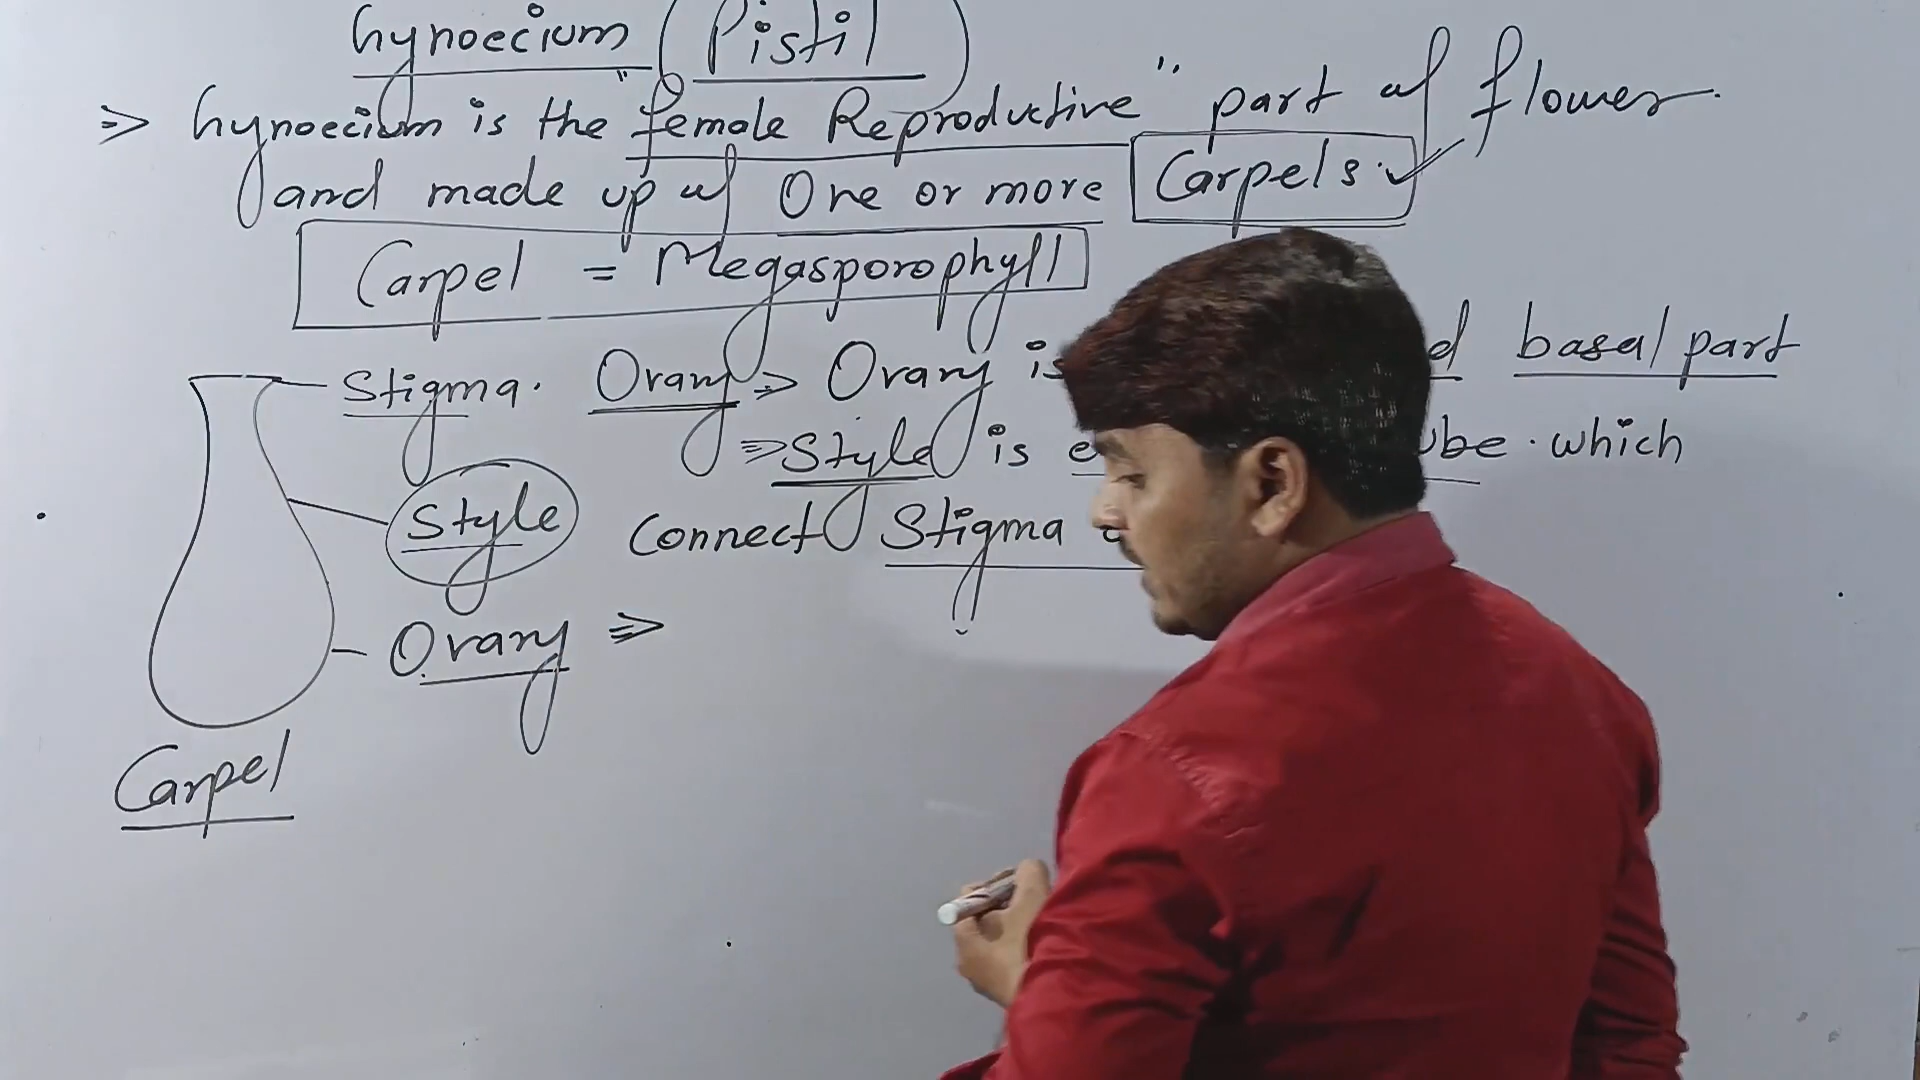 Gynoecium (Pistil)
⇒ Gynoecium is the "female Reproductive" part of flower.
and made up of One or more Carpels.
Carpel = Megasporophyll
Stigma. Ovary ⇒ Ovary is basal part
⇒ Style is which
Style connect Stigma
Ovary ⇒
Carpel